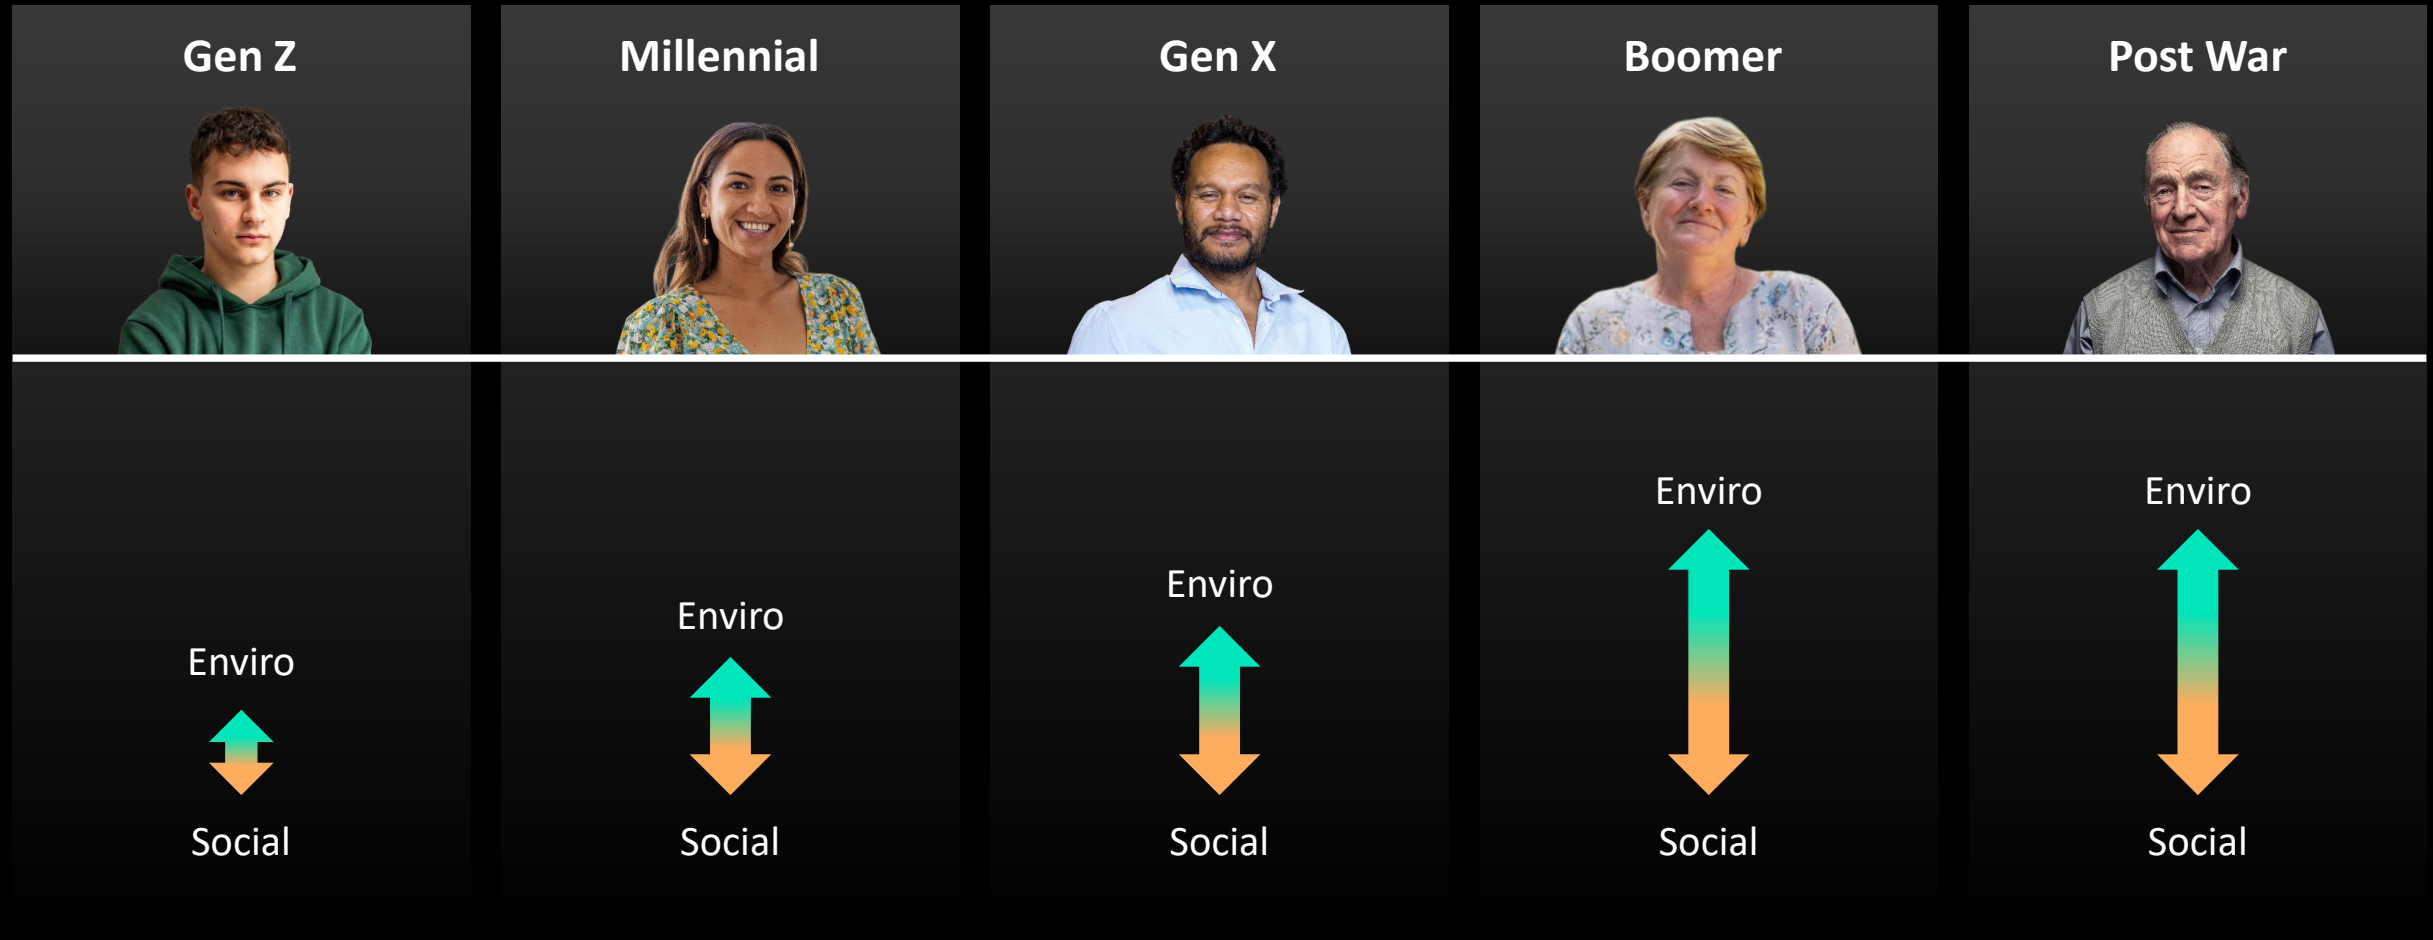 Gen Z
Millennial
Gen X
Boomer
Post War
Enviro
Social
Enviro
Social
Enviro
Social
Enviro
Social
Enviro
Social